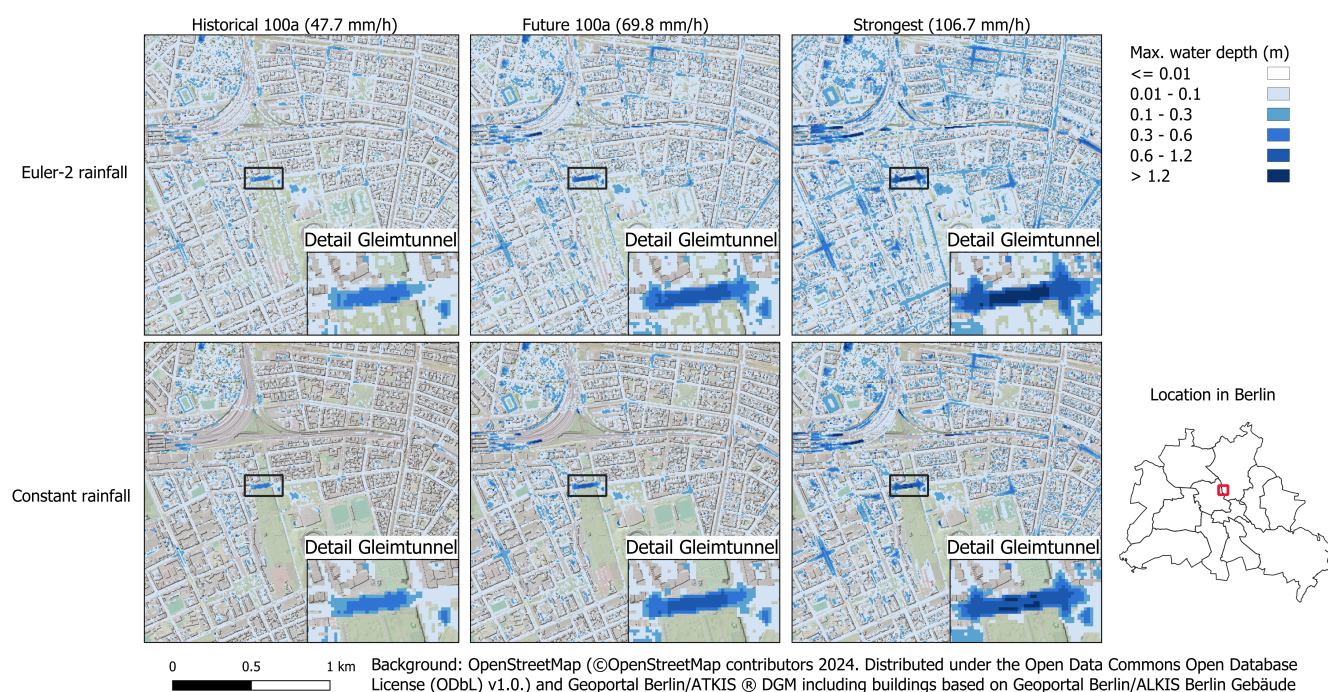 Historical 100a (47.7 mm/h)
Future 100a (69.8 mm/h)
Strongest (106.7 mm/h)
Max. water depth (m)
<= 0.01
0.01 - 0.1
0.1 - 0.3
0.3 - 0.6
0.6 - 1.2
> 1.2
Euler-2 rainfall
Detail Gleimtunnel
Detail Gleimtunnel
Detail Gleimtunnel
Location in Berlin
Constant rainfall
Detail Gleimtunnel
Detail Gleimtunnel
Detail Gleimtunnel
0 0.5 1 km
Background: OpenStreetMap (©OpenStreetMap contributors 2024. Distributed under the Open Data Commons Open Database
License (ODbL) v1.0.) and Geoportal Berlin/ATKIS ® DGM including buildings based on Geoportal Berlin/ALKIS Berlin Gebäude